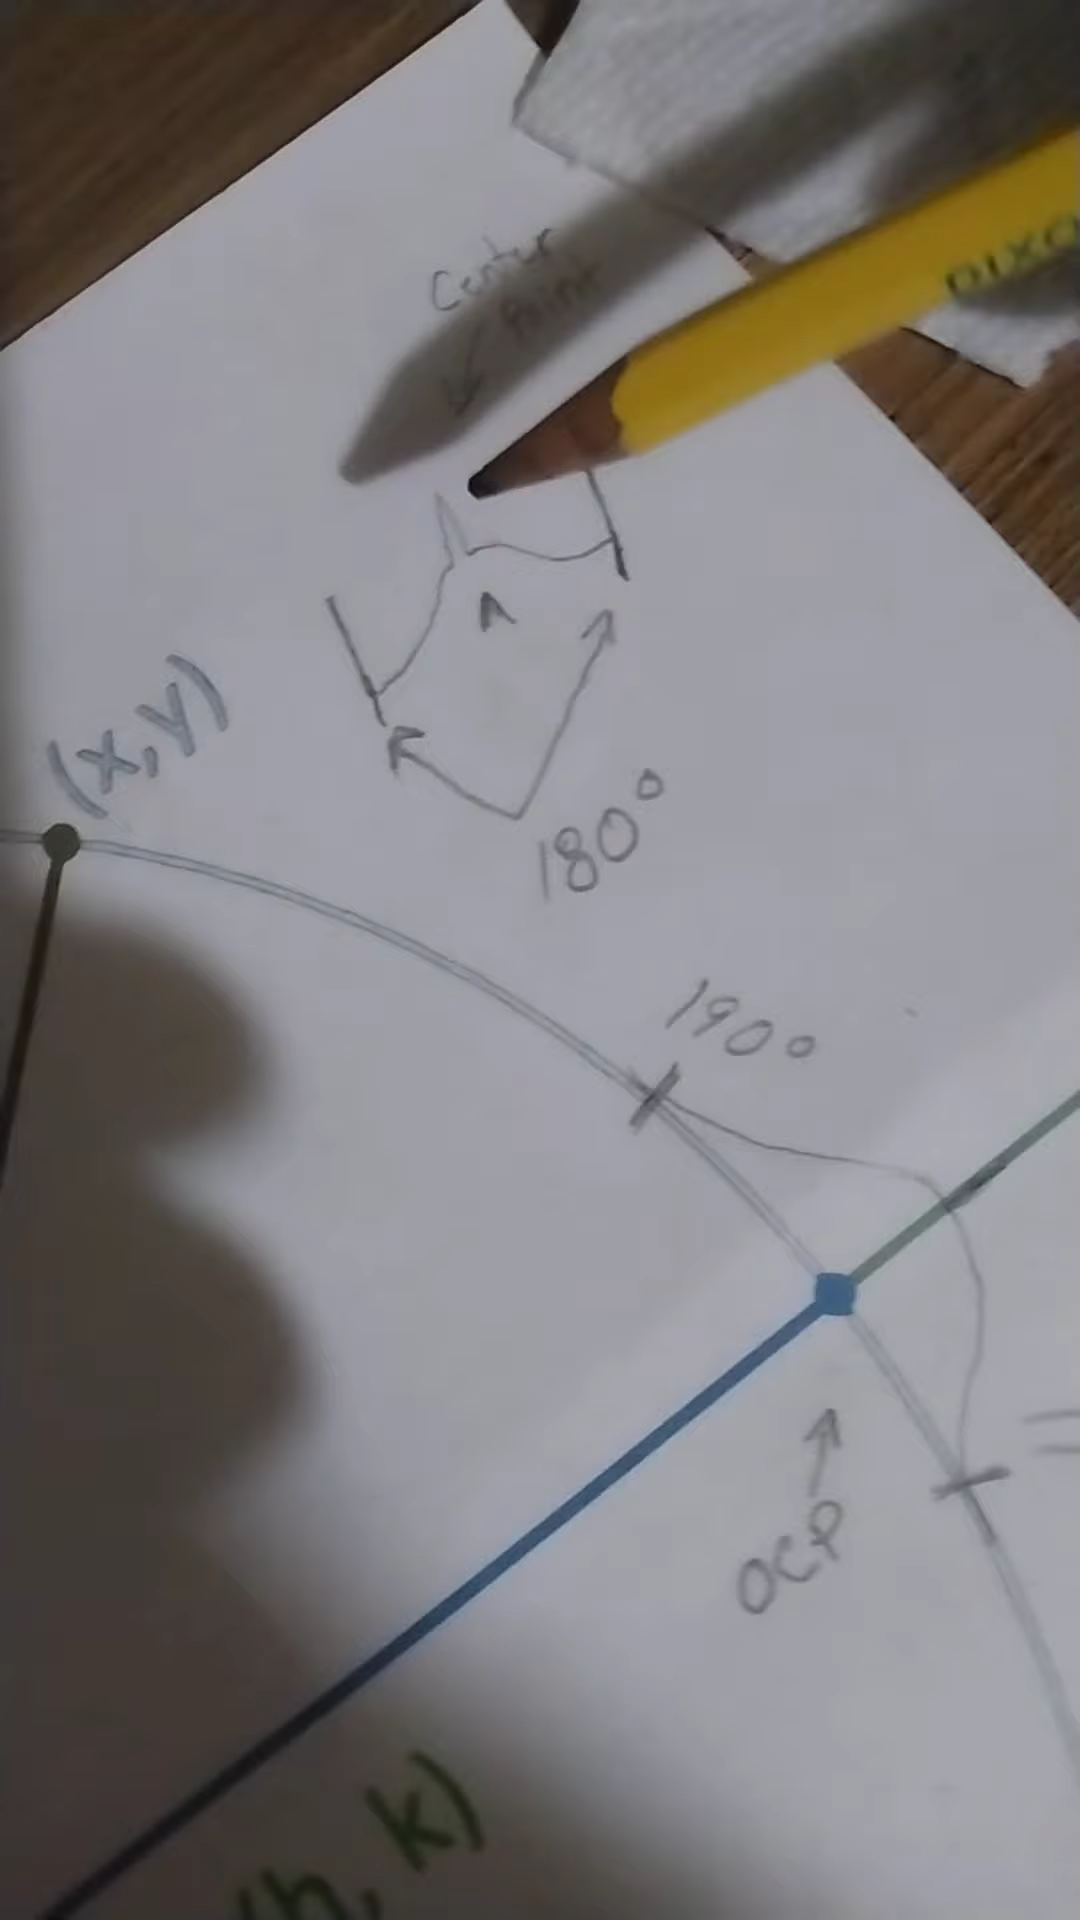 Center
Point
(x,y)
180°
190°
OCP
(h, k)